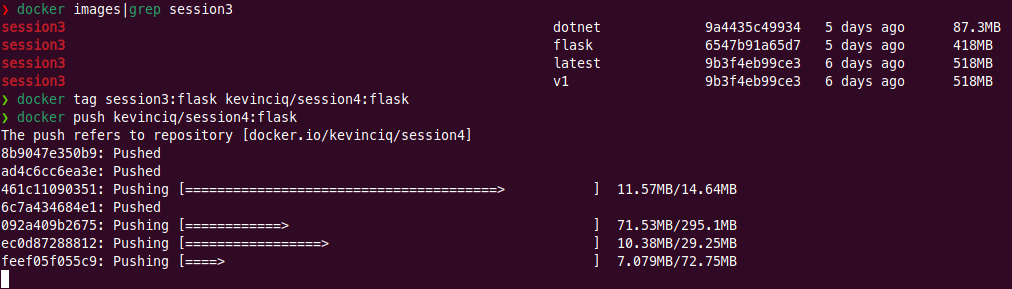 ❯ docker images|grep session3
session3 dotnet 9a4435c49934 5 days ago 87.3MB
session3 flask 6547b91a65d7 5 days ago 418MB
session3 latest 9b3f4eb99ce3 6 days ago 518MB
session3 v1 9b3f4eb99ce3 6 days ago 518MB
❯ docker tag session3:flask kevinciq/session4:flask
❯ docker push kevinciq/session4:flask
The push refers to repository [docker.io/kevinciq/session4]
8b9047e350b9: Pushed
ad4c6cc6ea3e: Pushed
461c11090351: Pushing [=======================================> ] 11.57MB/14.64MB
6c7a434684e1: Pushed
092a409b2675: Pushing [============> ] 71.53MB/295.1MB
ec0d87288812: Pushing [=================> ] 10.38MB/29.25MB
feef05f055c9: Pushing [====> ] 7.079MB/72.75MB